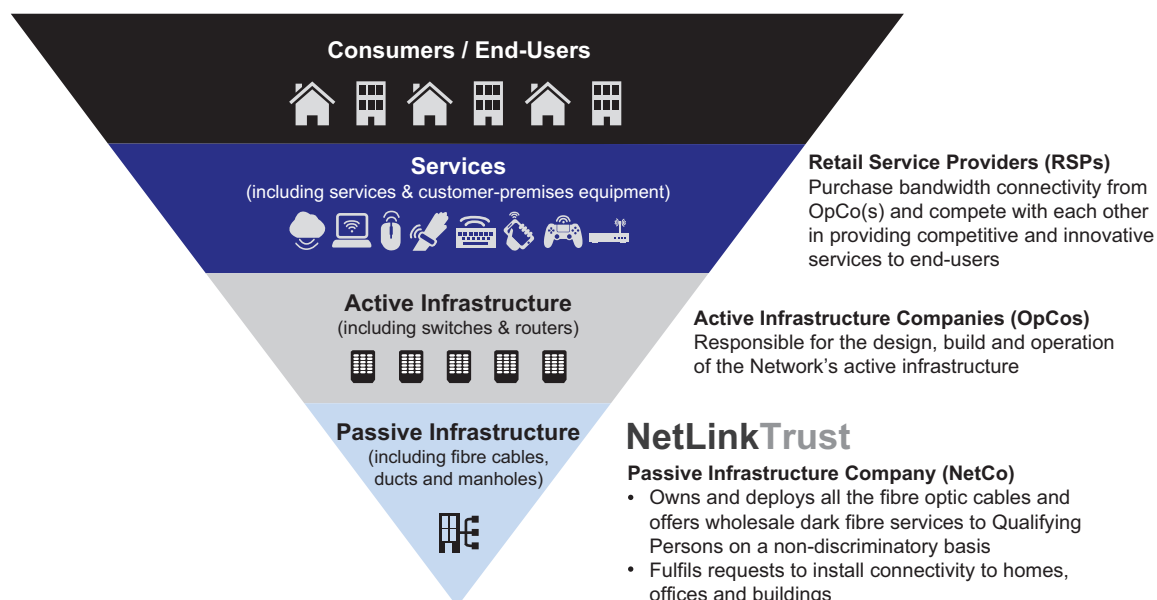 Consumers / End-Users
Services
(including services & customer-premises equipment)
Retail Service Providers (RSPs)
Purchase bandwidth connectivity from
OpCo(s) and compete with each other
in providing competitive and innovative
services to end-users
Active Infrastructure
(including switches & routers)
Active Infrastructure Companies (OpCos)
Responsible for the design, build and operation
of the Network’s active infrastructure
Passive Infrastructure
(including fibre cables,
ducts and manholes)
NetLinkTrust
Passive Infrastructure Company (NetCo)
• Owns and deploys all the fibre optic cables and
offers wholesale dark fibre services to Qualifying
Persons on a non-discriminatory basis
• Fulfils requests to install connectivity to homes,
offices and buildings